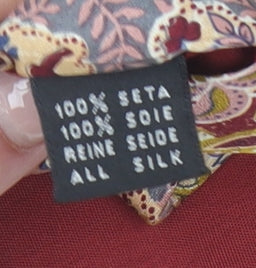 100% SETA
100% SOIE
REINE SEIDE
ALL SILK